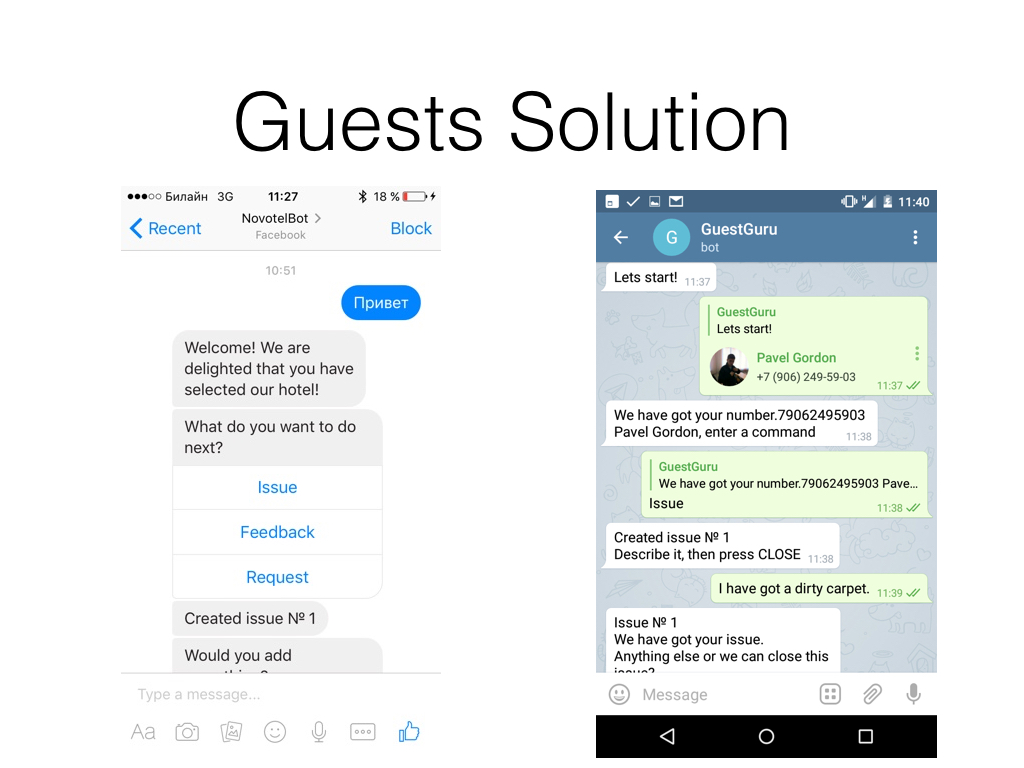 Guests Solution
Билайн 3G 11:27 18 %
Recent NovotelBot Block
Facebook
10:51
Привет
Welcome! We are
delighted that you have
selected our hotel!
What do you want to do
next?
Issue
Feedback
Request
Created issue № 1
Would you add
Type a message...
Aa
11:40
G GuestGuru
bot
Lets start! 11:37
GuestGuru
Lets start!
Pavel Gordon
+7 (906) 249-59-03
11:37
We have got your number.79062495903
Pavel Gordon, enter a command 11:38
GuestGuru
We have got your number.79062495903 Pave...
Issue 11:38
Created issue № 1
Describe it, then press CLOSE 11:38
I have got a dirty carpet. 11:39
Issue № 1
We have got your issue.
Anything else or we can close this
issue?
Message